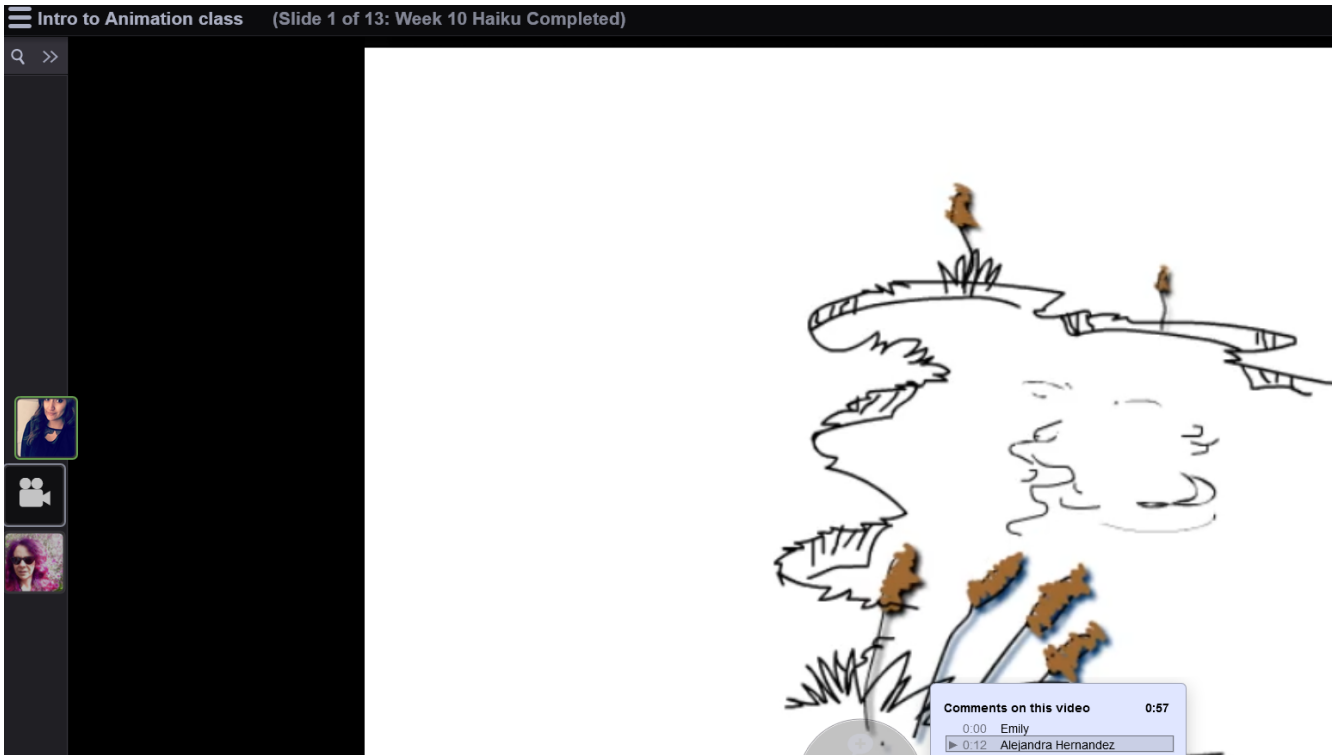 Intro to Animation class (Slide 1 of 13: Week 10 Haiku Completed)
Comments on this video 0:57
0:00 Emily
0:12 Alejandra Hernandez